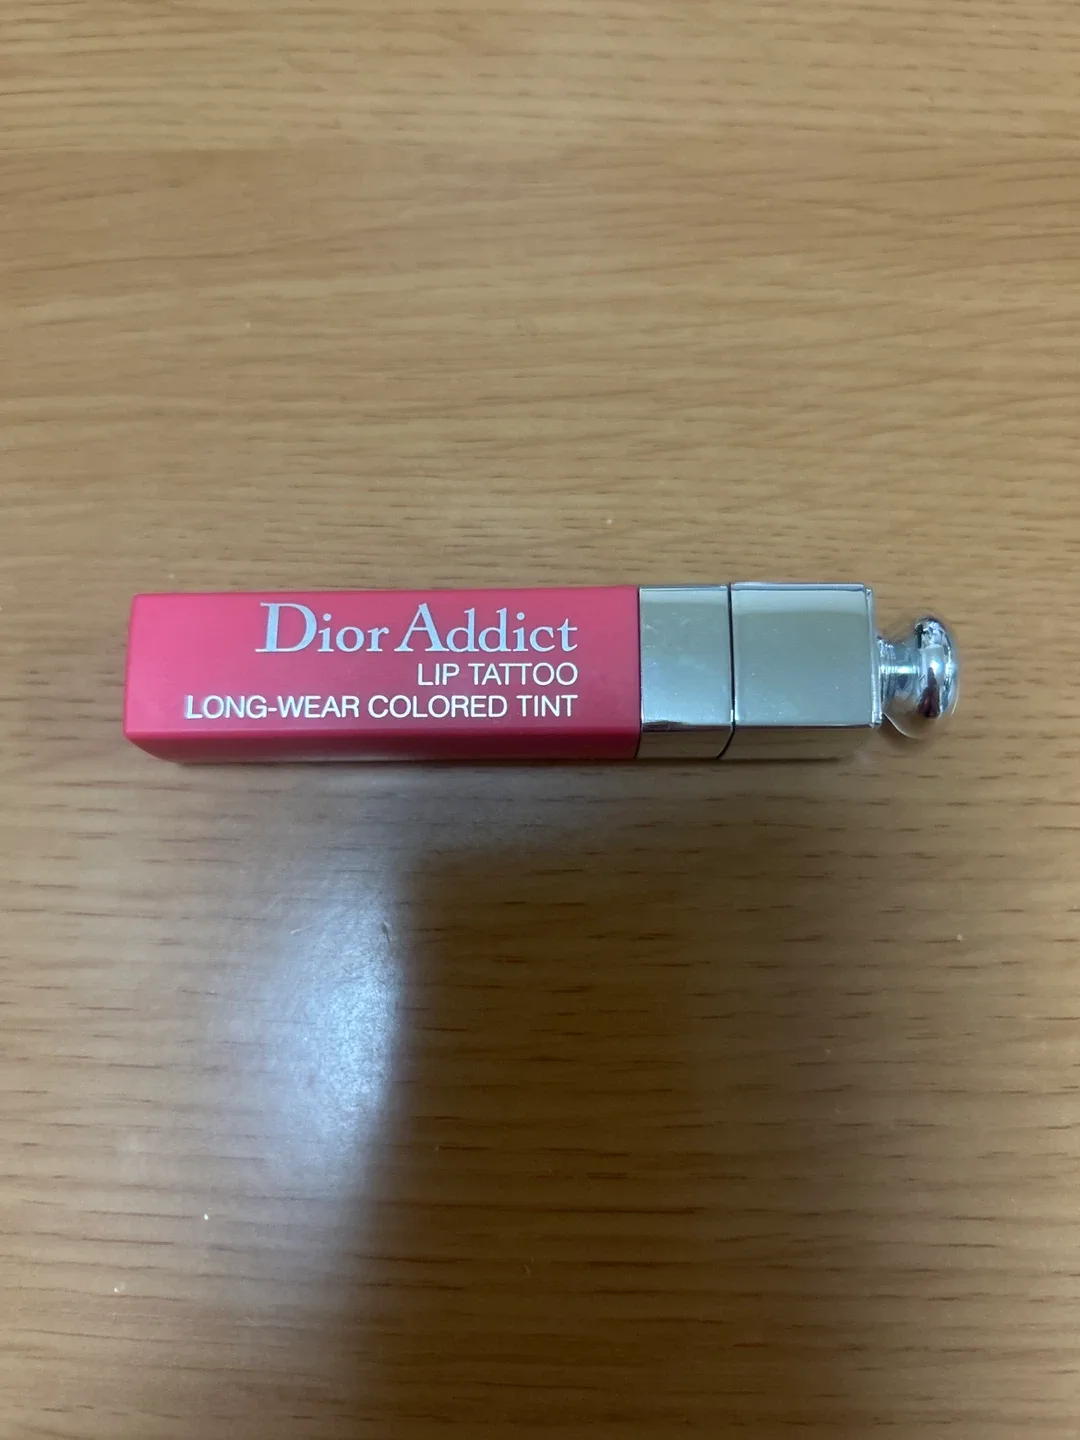 Dior Addict
LIP TATTOO
LONG-WEAR COLORED TINT